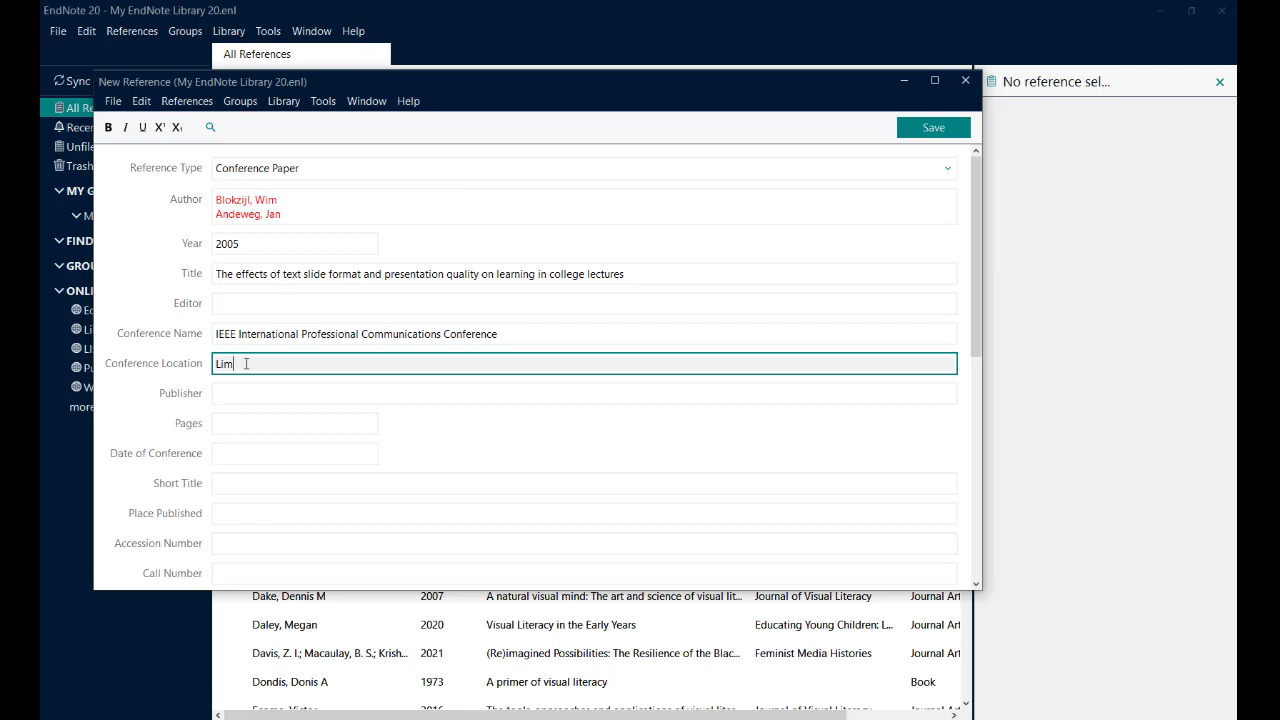 EndNote 20 - My EndNote Library 20.enl
File Edit References Groups Library Tools Window Help
All References
Sync
New Reference (My EndNote Library 20.enl)
No reference sel...
All Re
File Edit References Groups Library Tools Window Help
Recen
B I U X¹ X₁
Save
Unfile
Trash
Reference Type Conference Paper
MY G
Author Blokzijl, Wim
Andeweg, Jan
M
FIND
Year 2005
GROU
Title The effects of text slide format and presentation quality on learning in college lectures
ONLI
Editor
Conference Name IEEE International Professional Communications Conference
Conference Location Lim
Publisher
more
Pages
Date of Conference
Short Title
Place Published
Accession Number
Call Number
Dake, Dennis M 2007 A natural visual mind: The art and science of visual lit... Journal of Visual Literacy Journal Art
Daley, Megan 2020 Visual Literacy in the Early Years Educating Young Children: L... Journal Art
Davis, Z. I.; Macaulay, B. S.; Krish... 2021 (Re)imagined Possibilities: The Resilience of the Blac... Feminist Media Histories Journal Art
Dondis, Donis A 1973 A primer of visual literacy Book